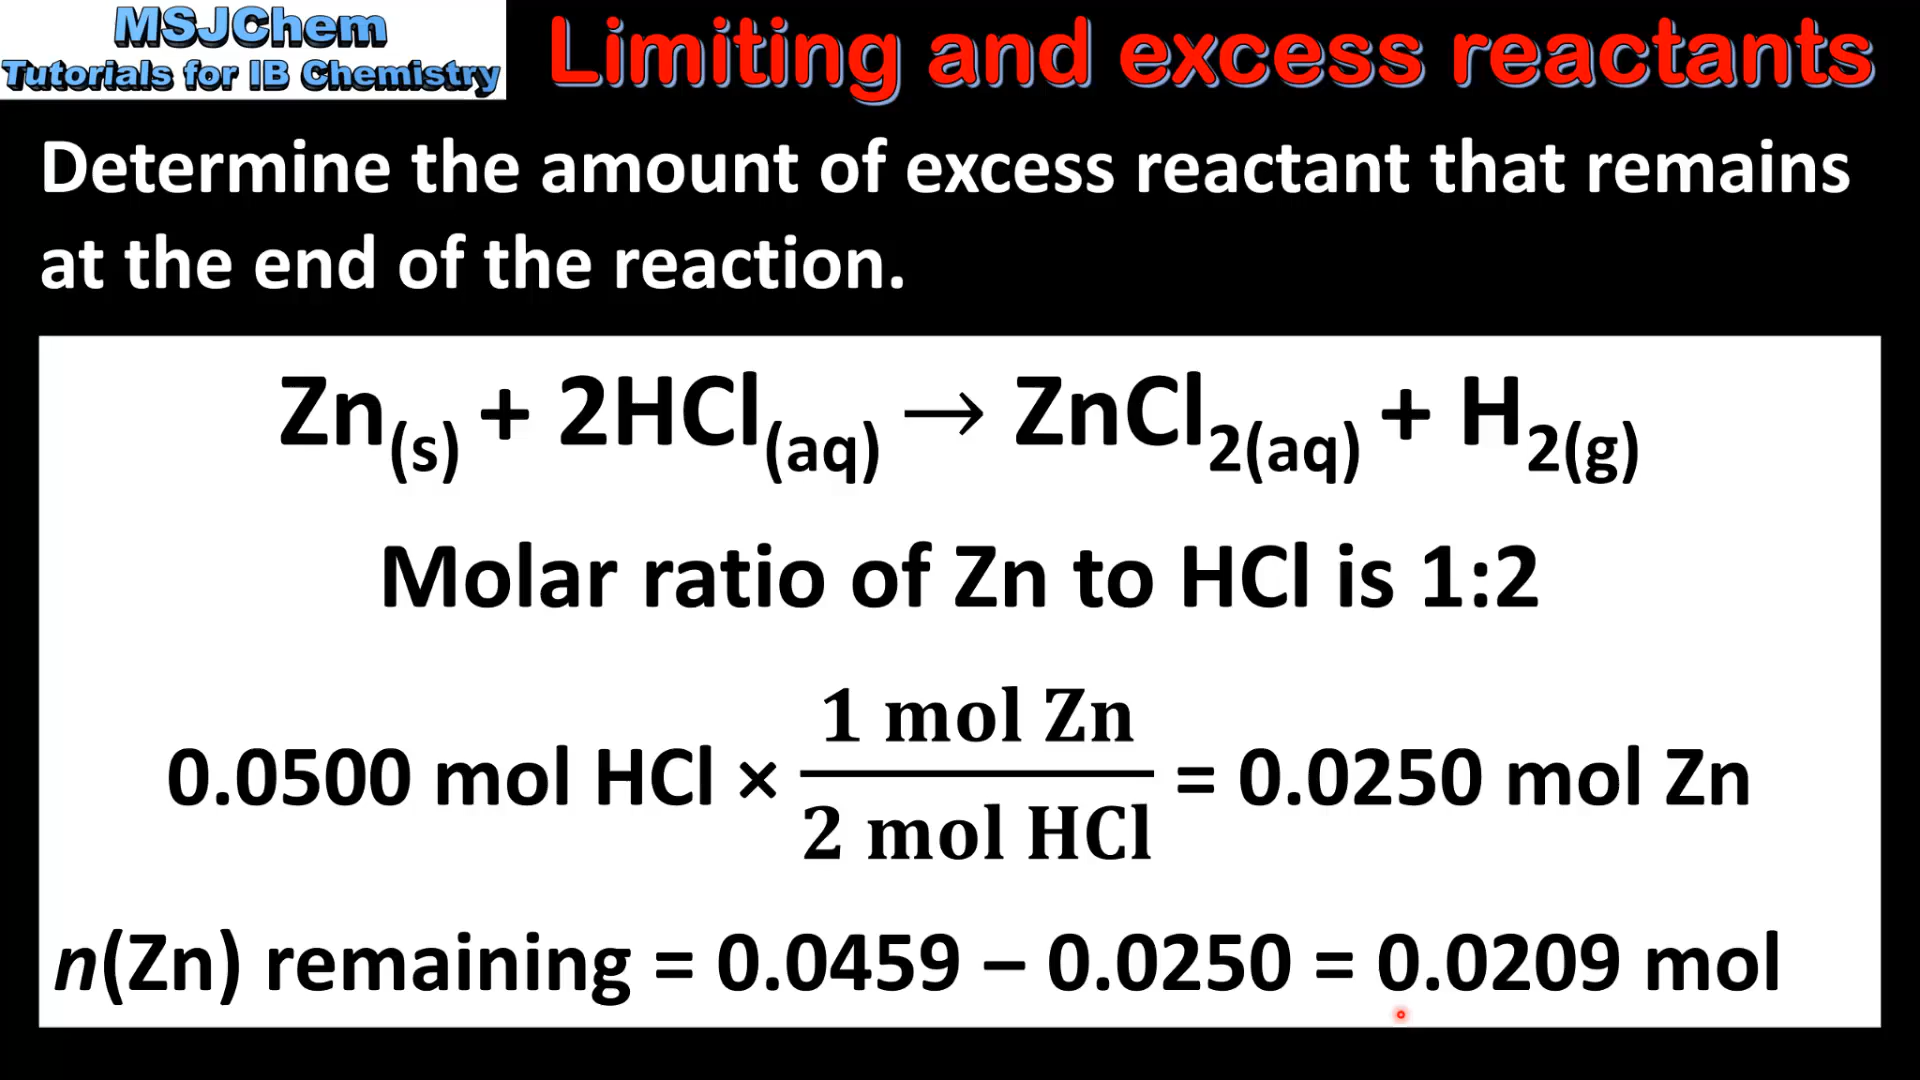 MSJChem
Tutorials for IB Chemistry
Limiting and excess reactants
Determine the amount of excess reactant that remains
at the end of the reaction.
Zn(s) + 2HCl(aq) → ZnCl2(aq) + H2(g)
Molar ratio of Zn to HCl is 1:2
0.0500 mol HCl × 1 mol Zn / 2 mol HCl = 0.0250 mol Zn
n(Zn) remaining = 0.0459 – 0.0250 = 0.0209 mol